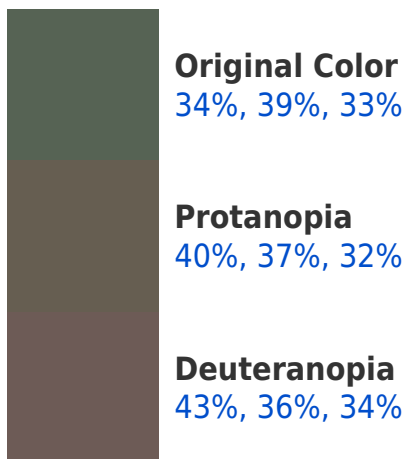 Original Color
34%, 39%, 33%
Protanopia
40%, 37%, 32%
Deuteranopia
43%, 36%, 34%